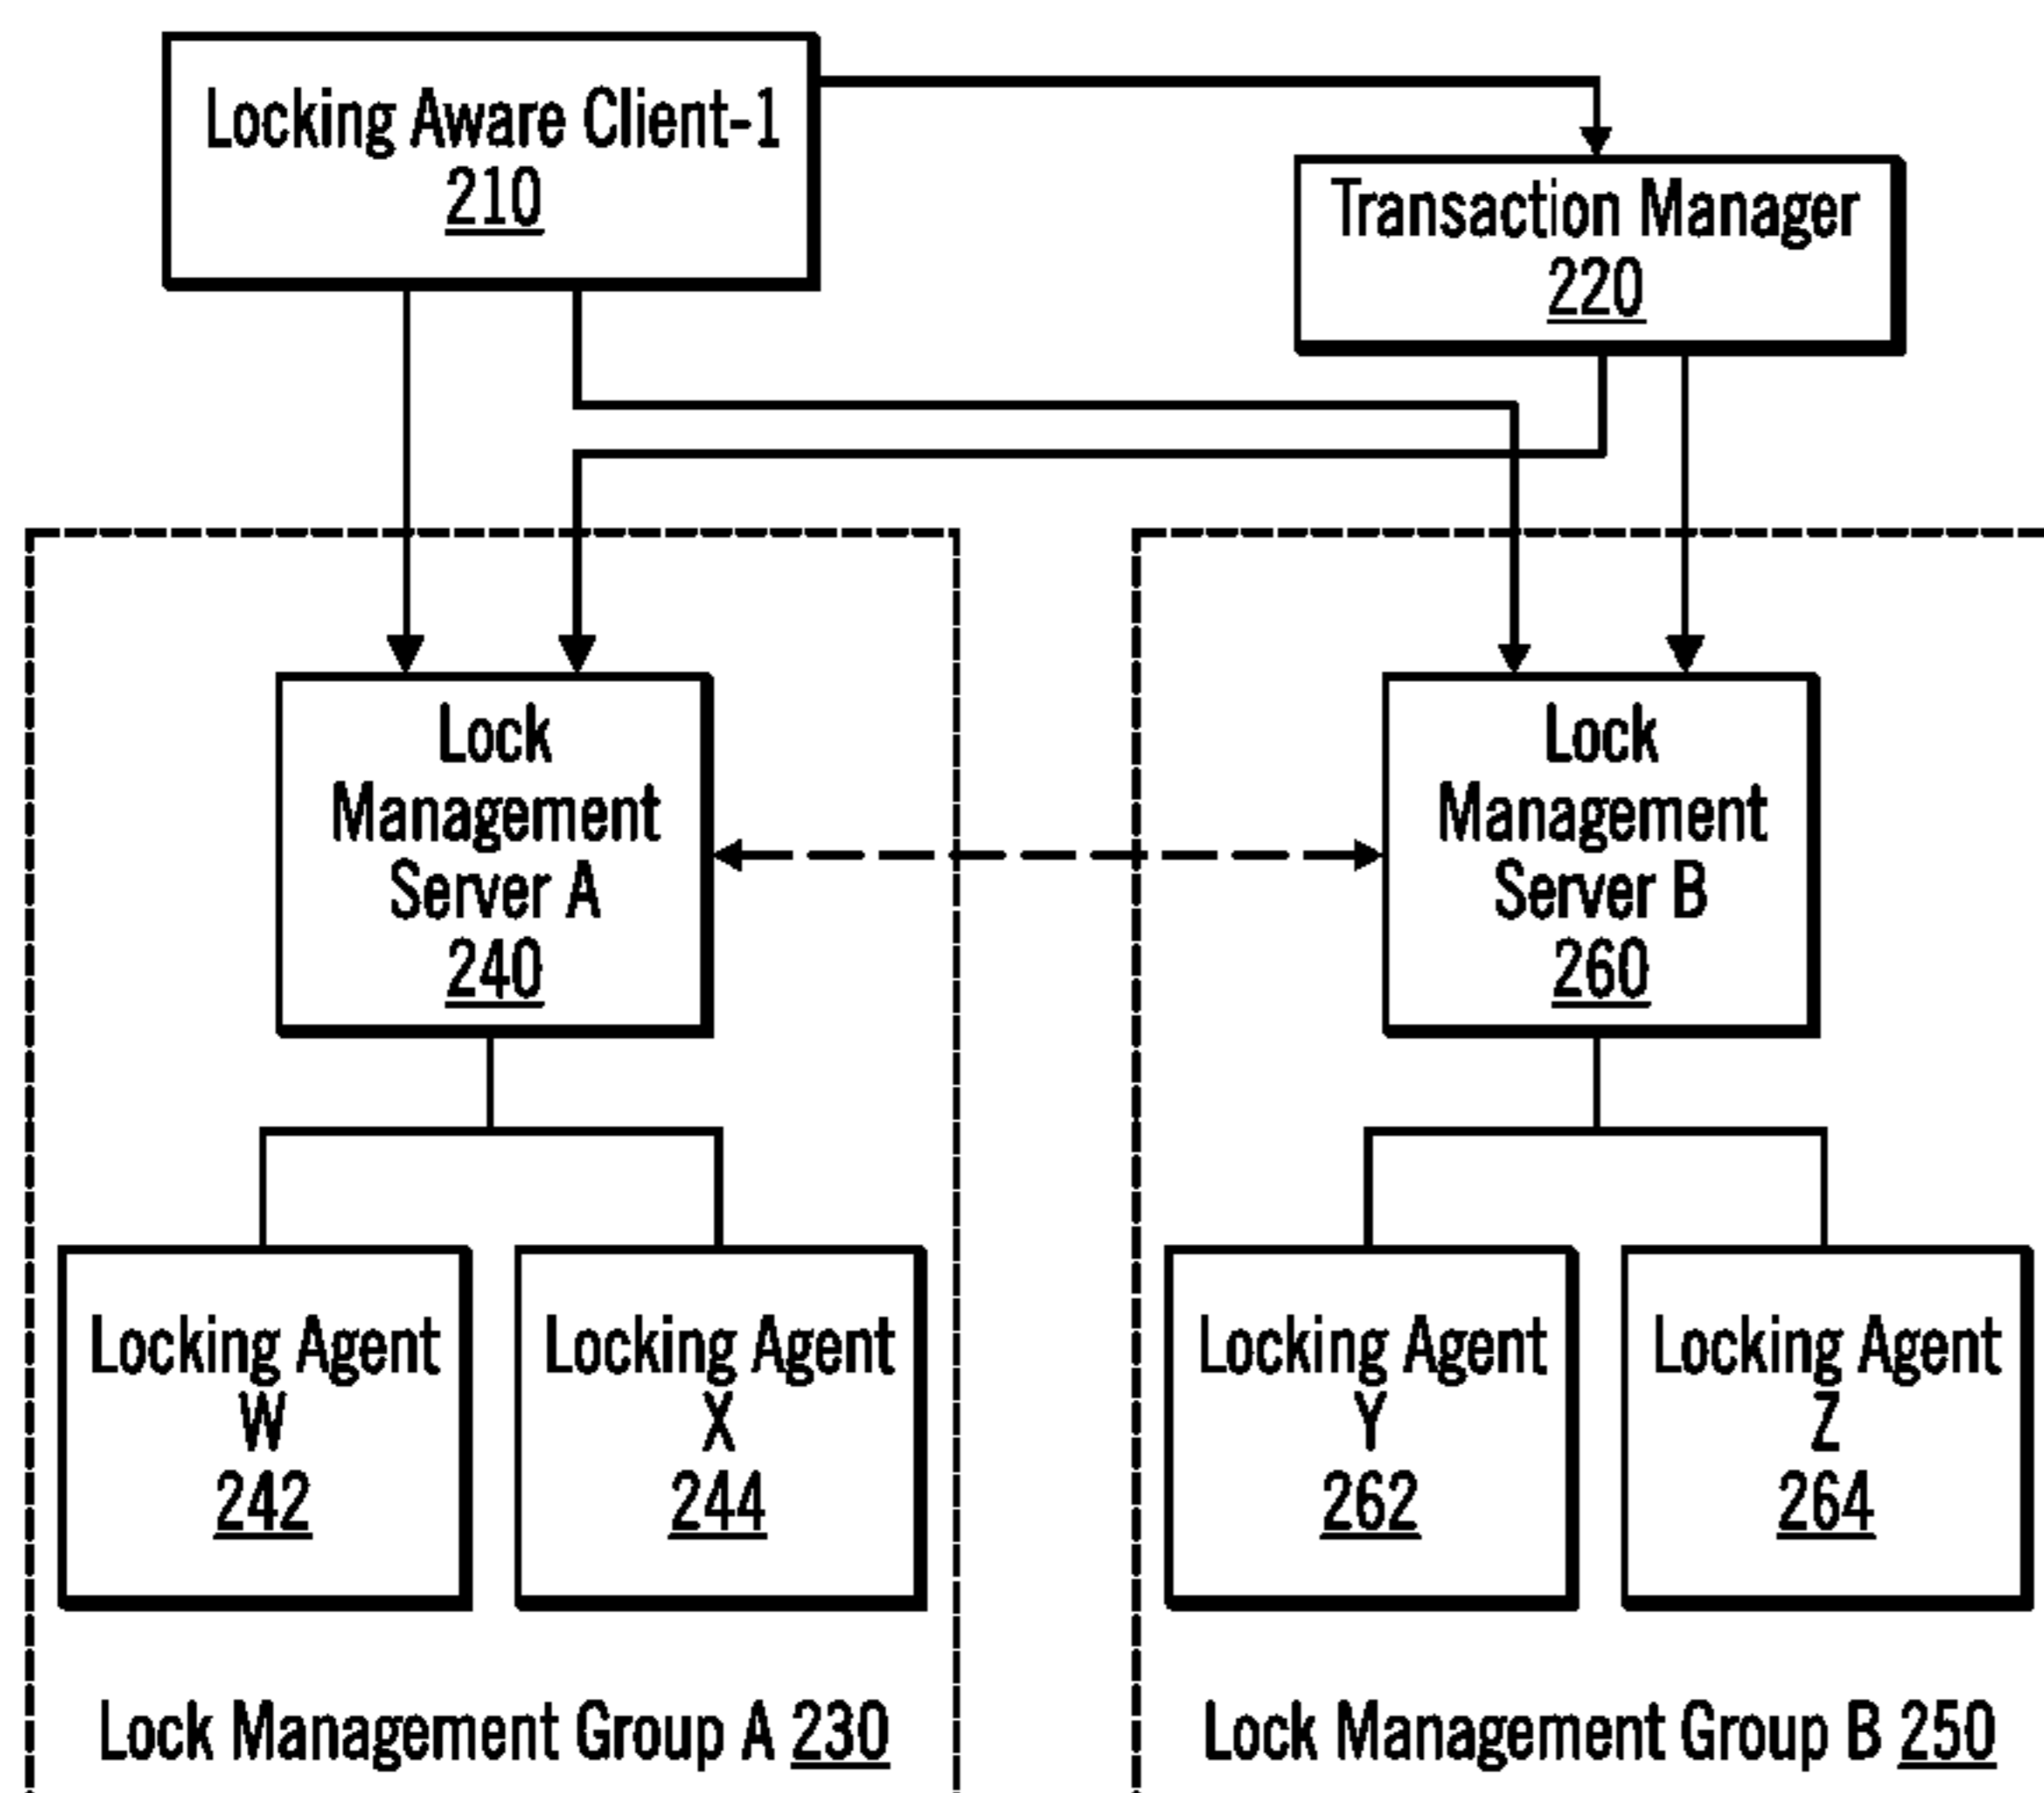 Locking Aware Client-1
210
Transaction Manager
220
Lock
Management
Server A
240
Lock
Management
Server B
260
Locking Agent
W
242
Locking Agent
X
244
Locking Agent
Y
262
Locking Agent
Z
264
Lock Management Group A 230
Lock Management Group B 250